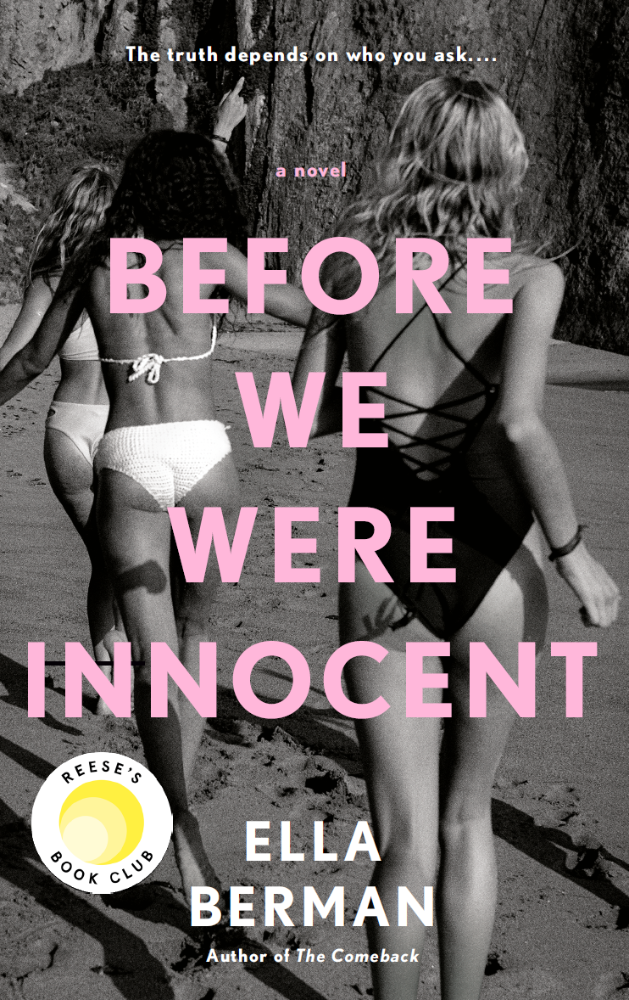 The truth depends on who you ask....
a novel
BEFORE
WE
WERE
INNOCENT
REESE'S
BOOK CLUB
ELLA
BERMAN
Author of The Comeback